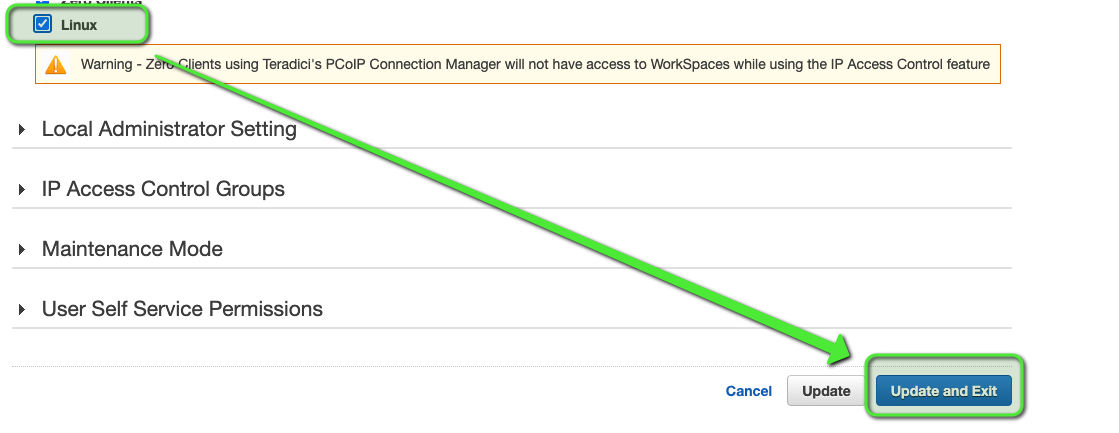 Zero Clients
Linux
Warning - Zero Clients using Teradici's PCoIP Connection Manager will not have access to WorkSpaces while using the IP Access Control feature
Local Administrator Setting
IP Access Control Groups
Maintenance Mode
User Self Service Permissions
Cancel
Update
Update and Exit